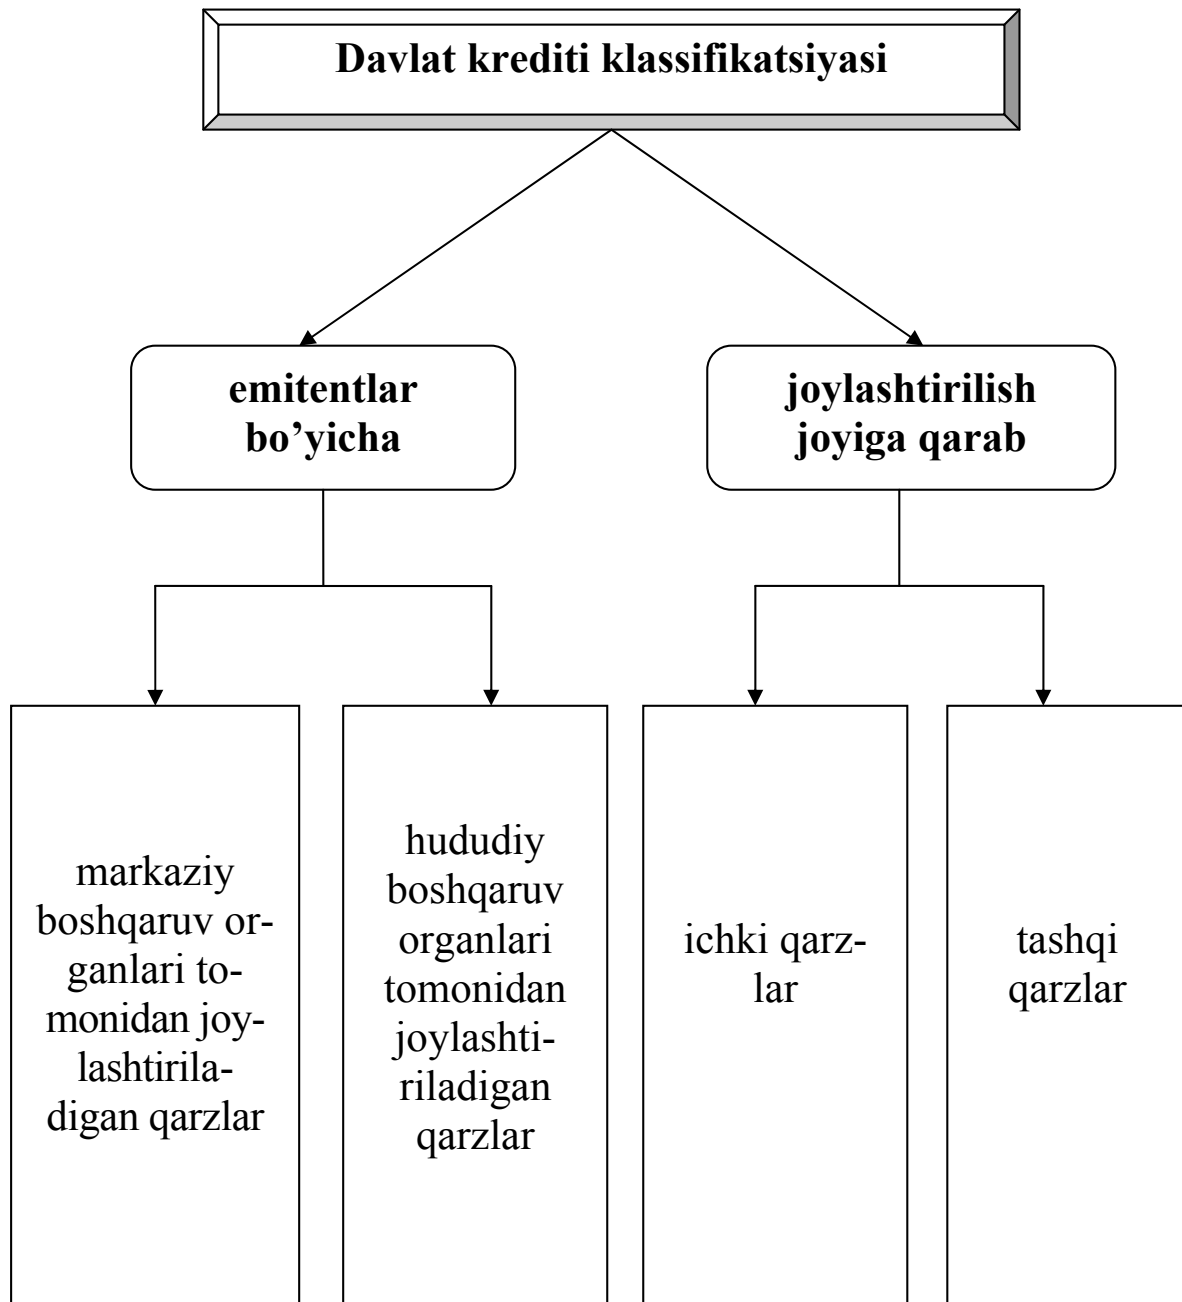 Davlat krediti klassifikatsiyasi
emitentlar
bo’yicha
joylashtirilish
joyiga qarab
markaziy
boshqaruv or-
ganlari to-
monidan joy-
lashtirila-
digan qarzlar
hududiy
boshqaruv
organlari
tomonidan
joylashti-
riladigan
qarzlar
ichki qarz-
lar
tashqi
qarzlar